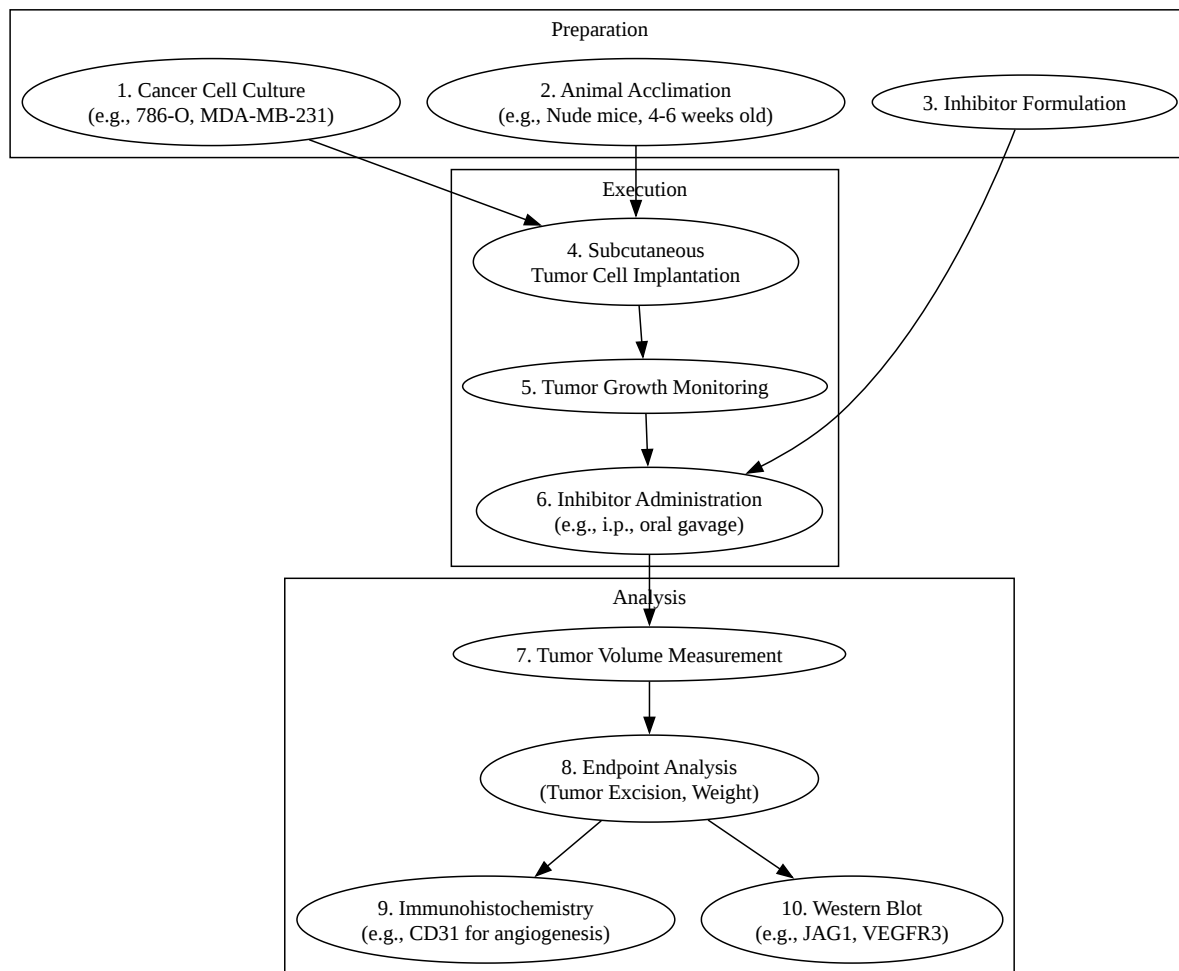 Preparation
1. Cancer Cell Culture
(e.g., 786-O, MDA-MB-231)
2. Animal Acclimation
(e.g., Nude mice, 4-6 weeks old)
3. Inhibitor Formulation
Execution
4. Subcutaneous
Tumor Cell Implantation
5. Tumor Growth Monitoring
6. Inhibitor Administration
(e.g., i.p., oral gavage)
Analysis
7. Tumor Volume Measurement
8. Endpoint Analysis
(Tumor Excision, Weight)
9. Immunohistochemistry
(e.g., CD31 for angiogenesis)
10. Western Blot
(e.g., JAG1, VEGFR3)